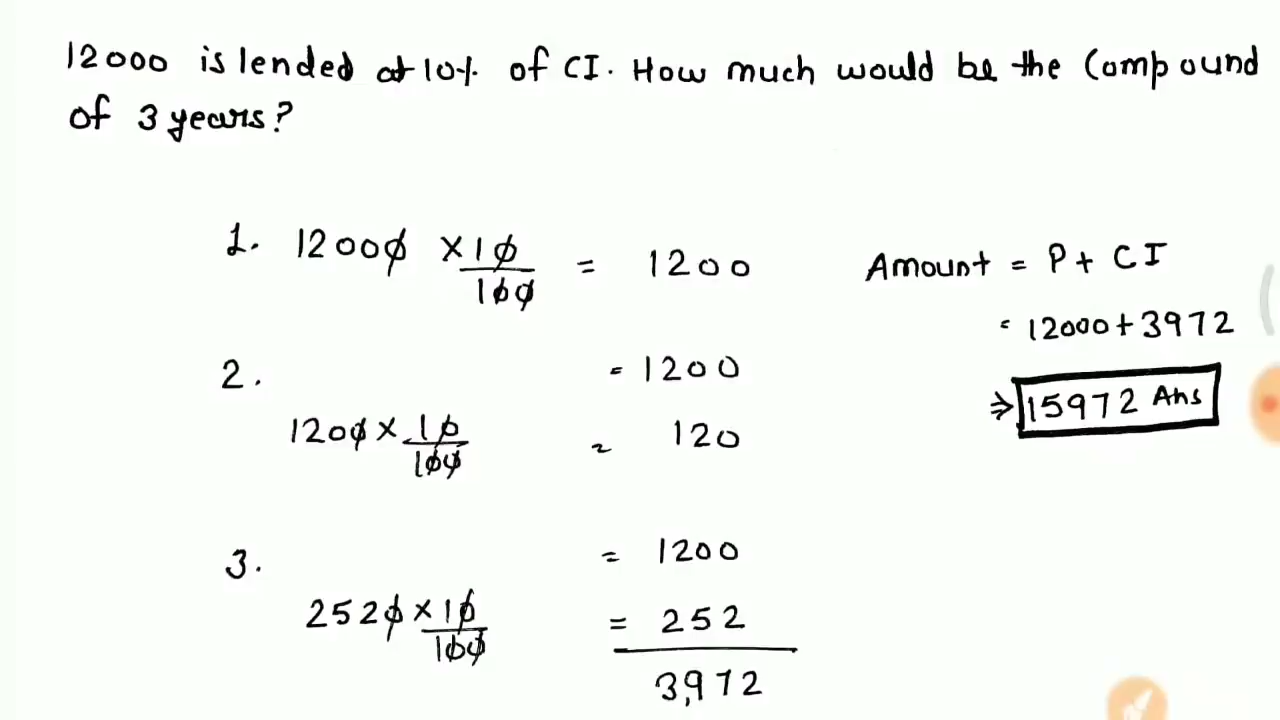 12000 is lended at 10% of CI. How much would be the Compound
of 3 years?
1. 12000 × 10/100 = 1200
Amount = P + CI
= 12000 + 3972
⇒ 15972 Ans
2. = 1200
1200 × 10/100 = 120
3. = 1200
2520 × 10/100 = 252
3,972